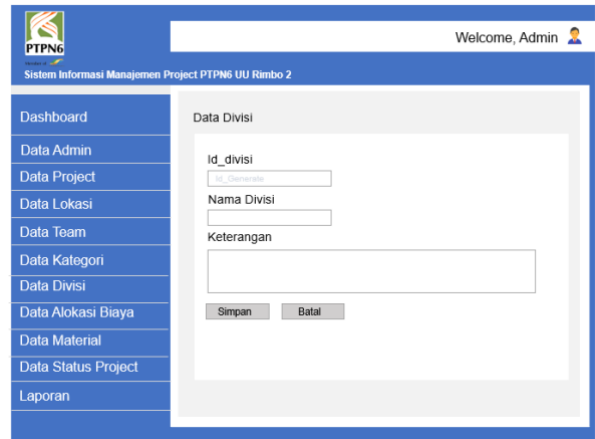 PTPN6
Welcome, Admin
Sistem Informasi Manajemen Project PTPN6 UU Rimbo 2
Dashboard
Data Admin
Data Project
Data Lokasi
Data Team
Data Kategori
Data Divisi
Data Alokasi Biaya
Data Material
Data Status Project
Laporan
Data Divisi
Id_divisi
Id_Generate
Nama Divisi
Keterangan
Simpan Batal